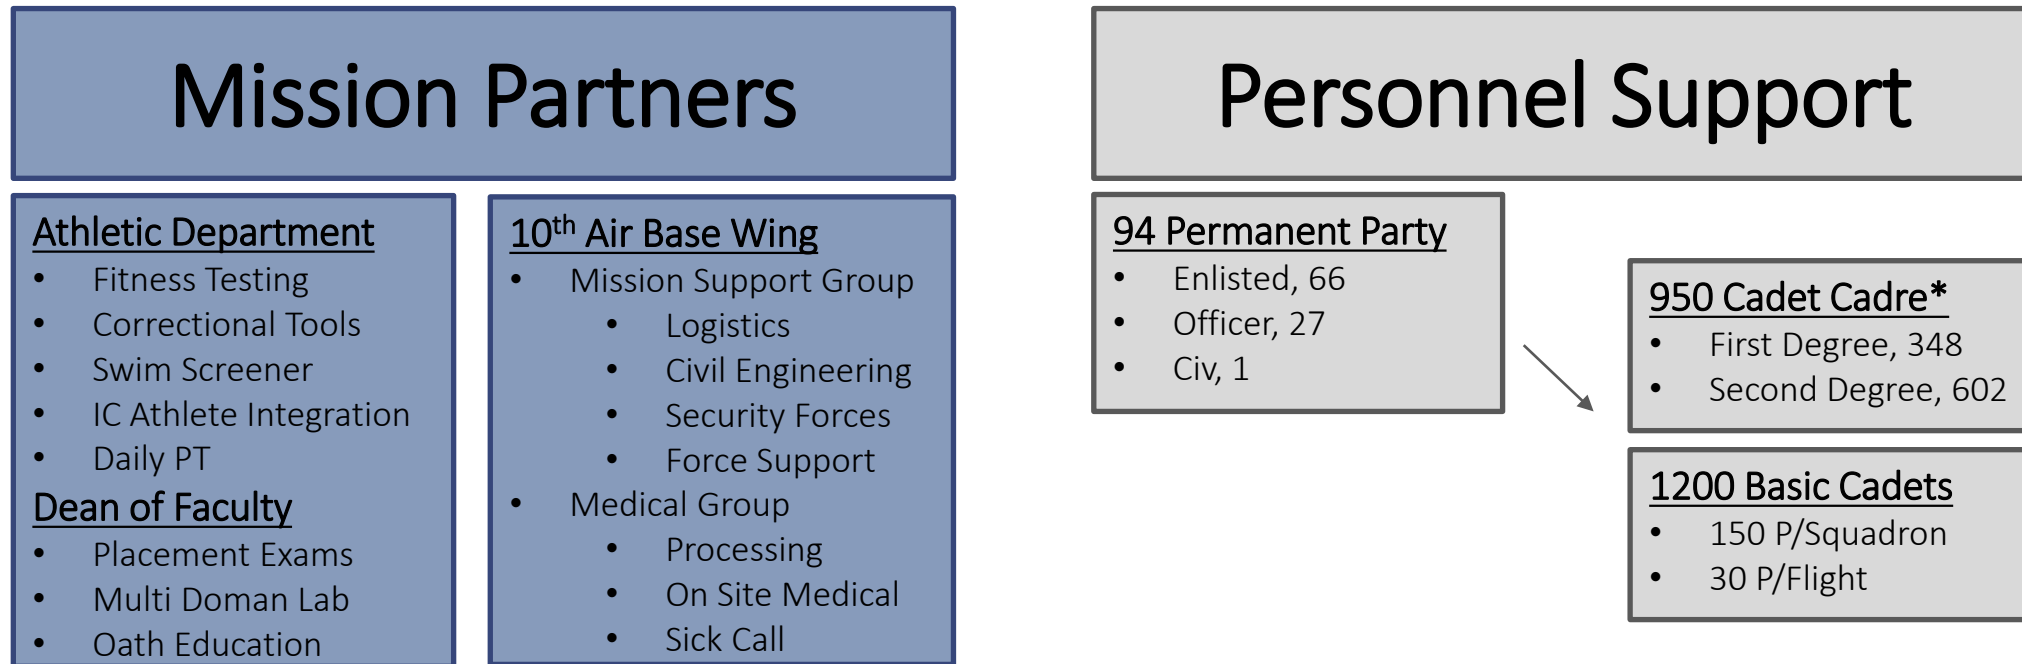 Mission Partners
Athletic Department
• Fitness Testing
• Correctional Tools
• Swim Screener
• IC Athlete Integration
• Daily PT
Dean of Faculty
• Placement Exams
• Multi Doman Lab
• Oath Education
10th Air Base Wing
• Mission Support Group
• Logistics
• Civil Engineering
• Security Forces
• Force Support
• Medical Group
• Processing
• On Site Medical
• Sick Call
Personnel Support
94 Permanent Party
• Enlisted, 66
• Officer, 27
• Civ, 1
950 Cadet Cadre*
• First Degree, 348
• Second Degree, 602
1200 Basic Cadets
• 150 P/Squadron
• 30 P/Flight